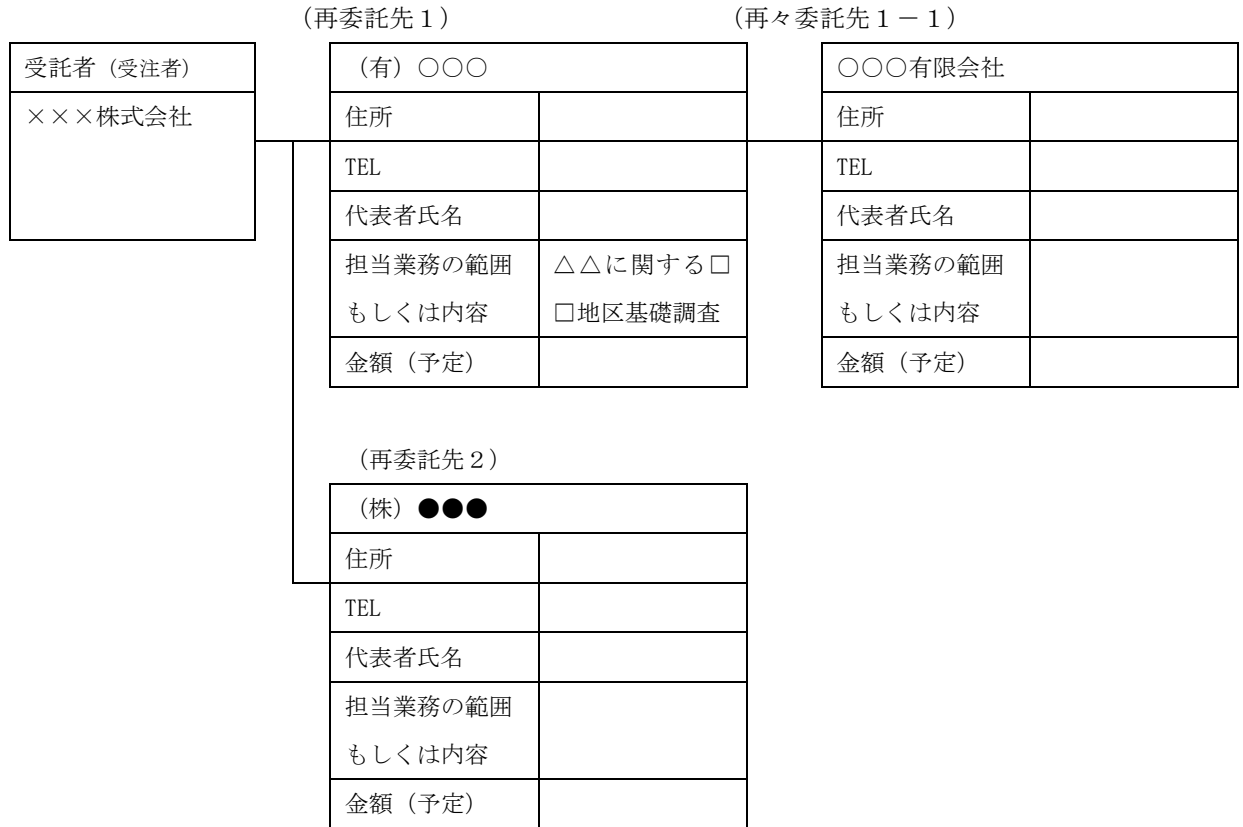 （再委託先１）
（再々委託先１－１）
受託者（受注者）
×××株式会社
（有）○○○
住所
TEL
代表者氏名
担当業務の範囲
もしくは内容
△△に関する□
□地区基礎調査
金額（予定）
○○○有限会社
住所
TEL
代表者氏名
担当業務の範囲
もしくは内容
金額（予定）
（再委託先２）
（株）●●●
住所
TEL
代表者氏名
担当業務の範囲
もしくは内容
金額（予定）